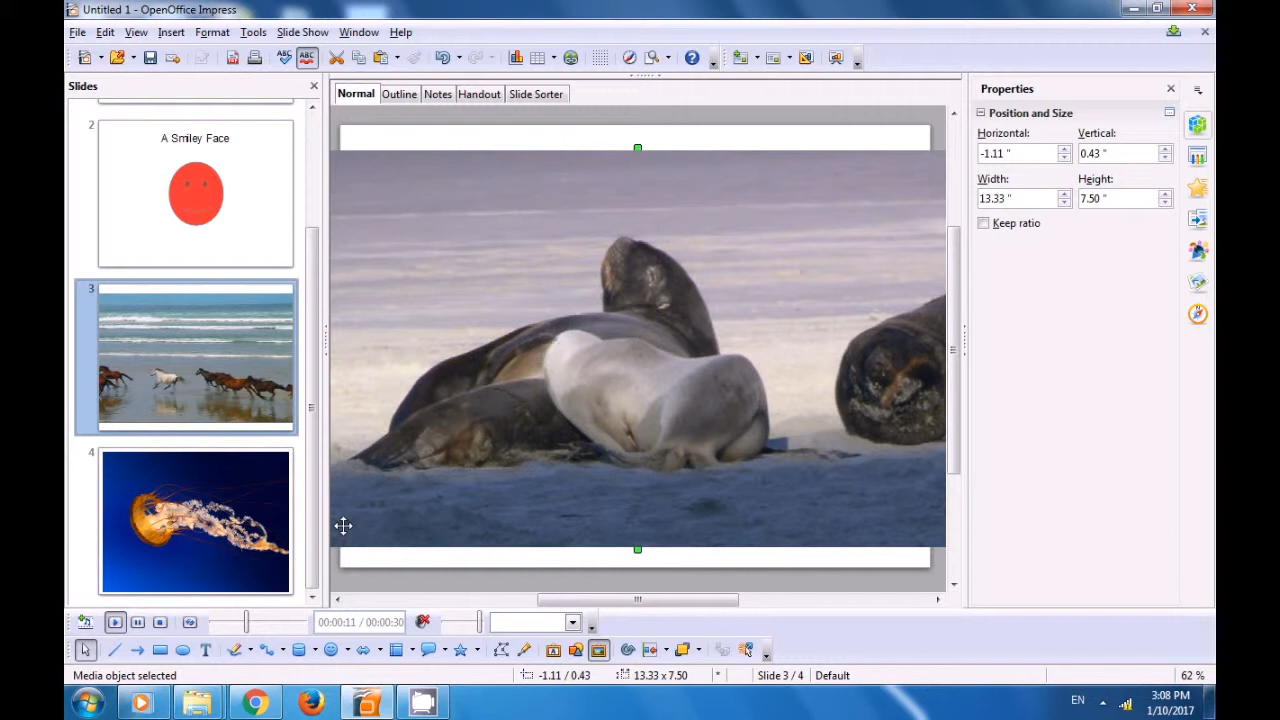 Untitled 1 - OpenOffice Impress
File Edit View Insert Format Tools Slide Show Window Help
Slides
Normal Outline Notes Handout Slide Sorter
Properties
Position and Size
Horizontal: Vertical:
-1.11 " 0.43 "
Width: Height:
13.33 " 7.50 "
Keep ratio
2
A Smiley Face
3
4
00:00:11 / 00:00:30
Media object selected
-1.11 / 0.43
13.33 x 7.50
*
Slide 3 / 4
Default
62 %
EN
3:08 PM
1/10/2017